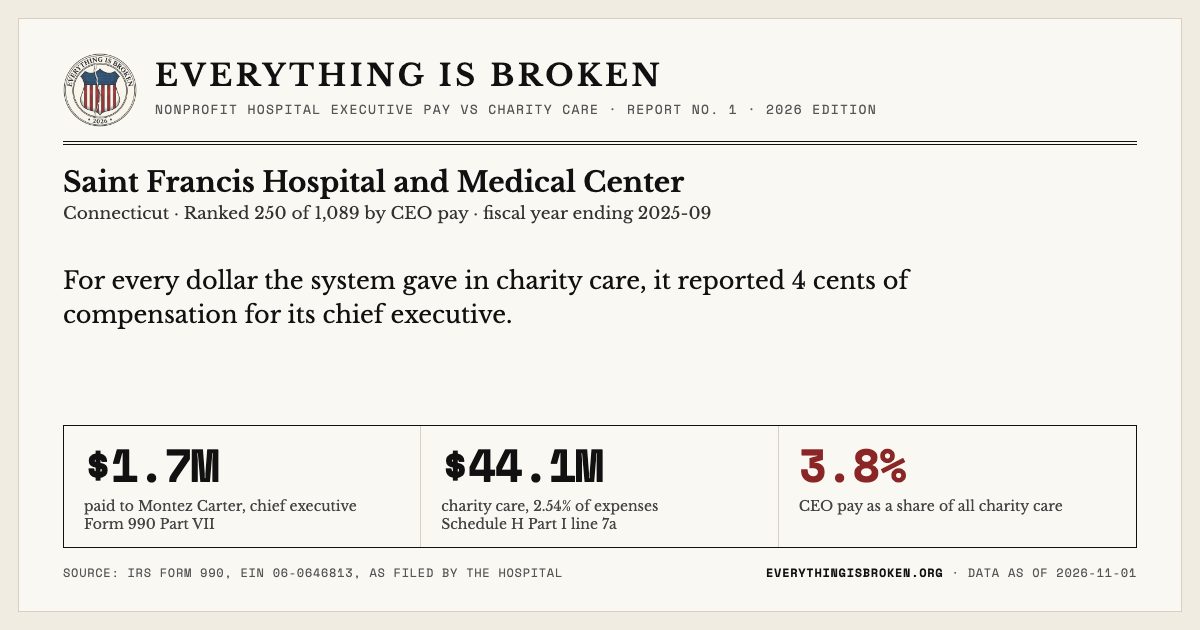 EVERYTHING IS BROKEN
2026
EVERYTHING IS BROKEN
NONPROFIT HOSPITAL EXECUTIVE PAY VS CHARITY CARE · REPORT NO. 1 · 2026 EDITION
Saint Francis Hospital and Medical Center
Connecticut · Ranked 250 of 1,089 by CEO pay · fiscal year ending 2025-09
For every dollar the system gave in charity care, it reported 4 cents of
compensation for its chief executive.
$1.7M
paid to Montez Carter, chief executive
Form 990 Part VII
$44.1M
charity care, 2.54% of expenses
Schedule H Part I line 7a
3.8%
CEO pay as a share of all charity care
SOURCE: IRS FORM 990, EIN 06-0646813, AS FILED BY THE HOSPITAL
EVERYTHINGISBROKEN.ORG · DATA AS OF 2026-11-01